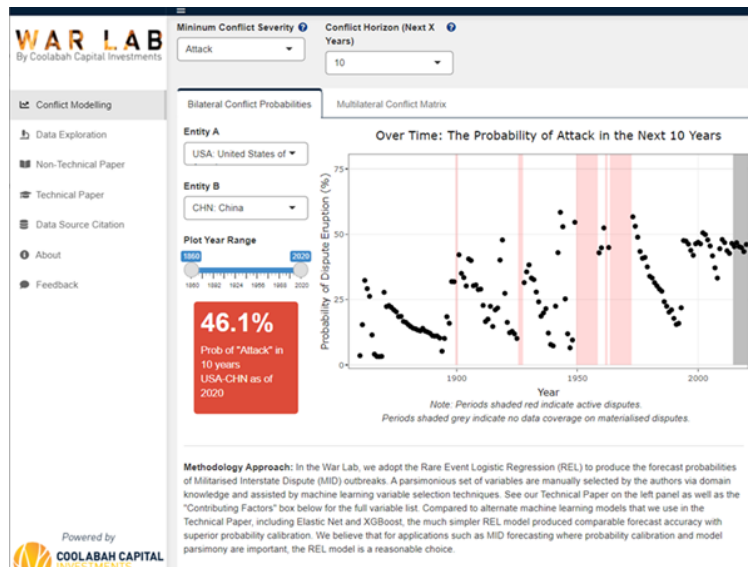 WAR LAB
By Coolabah Capital Investments
Conflict Modelling
Data Exploration
Non-Technical Paper
Technical Paper
Data Source Citation
About
Feedback
Powered by
COOLABAH CAPITAL
INVESTMENTS
Mininum Conflict Severity ?
Attack
Conflict Horizon (Next X ?
Years)
10
Bilateral Conflict Probabilities
Multilateral Conflict Matrix
Entity A
USA: United States of
Entity B
CHN: China
Plot Year Range
1860 2020
1860 1892 1924 1956 1988 2020
46.1%
Prob of "Attack" in
10 years
USA-CHN as of
2020
Over Time: The Probability of Attack in the Next 10 Years
Probability of Dispute Eruption (%)
75
50
25
0
1900 1950 2000
Year
Note: Periods shaded red indicate active disputes.
Periods shaded grey indicate no data coverage on materialised disputes.
Methodology Approach: In the War Lab, we adopt the Rare Event Logistic Regression (REL) to produce the forecast probabilities
of Militarised Interstate Dispute (MID) outbreaks. A parsimonious set of variables are manually selected by the authors via domain
knowledge and assisted by machine learning variable selection techniques. See our Technical Paper on the left panel as well as the
"Contributing Factors" box below for the full variable list. Compared to alternate machine learning models that we use in the
Technical Paper, including Elastic Net and XGBoost, the much simpler REL model produced comparable forecast accuracy with
superior probability calibration. We believe that for applications such as MID forecasting where probability calibration and model
parsimony are important, the REL model is a reasonable choice.